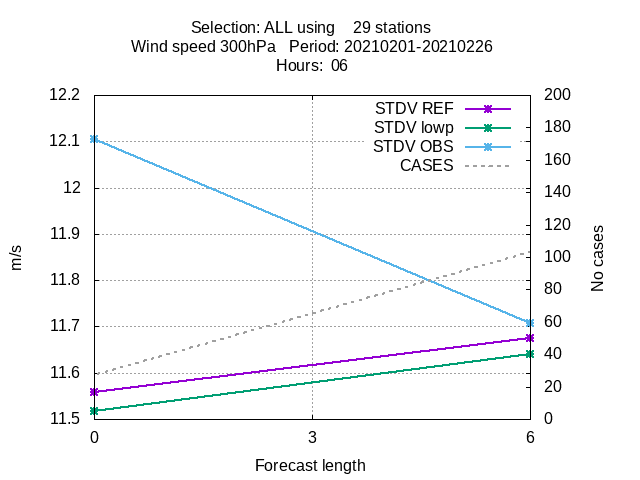 Selection: ALL using    29 stations
Wind speed 300hPa   Period: 20210201-20210226
Hours:  06
STDV REF
STDV lowp
STDV OBS
CASES
12.2
12.1
12
11.9
11.8
11.7
11.6
11.5
200
180
160
140
120
100
80
60
40
20
0
m/s
No cases
0 3 6
Forecast length